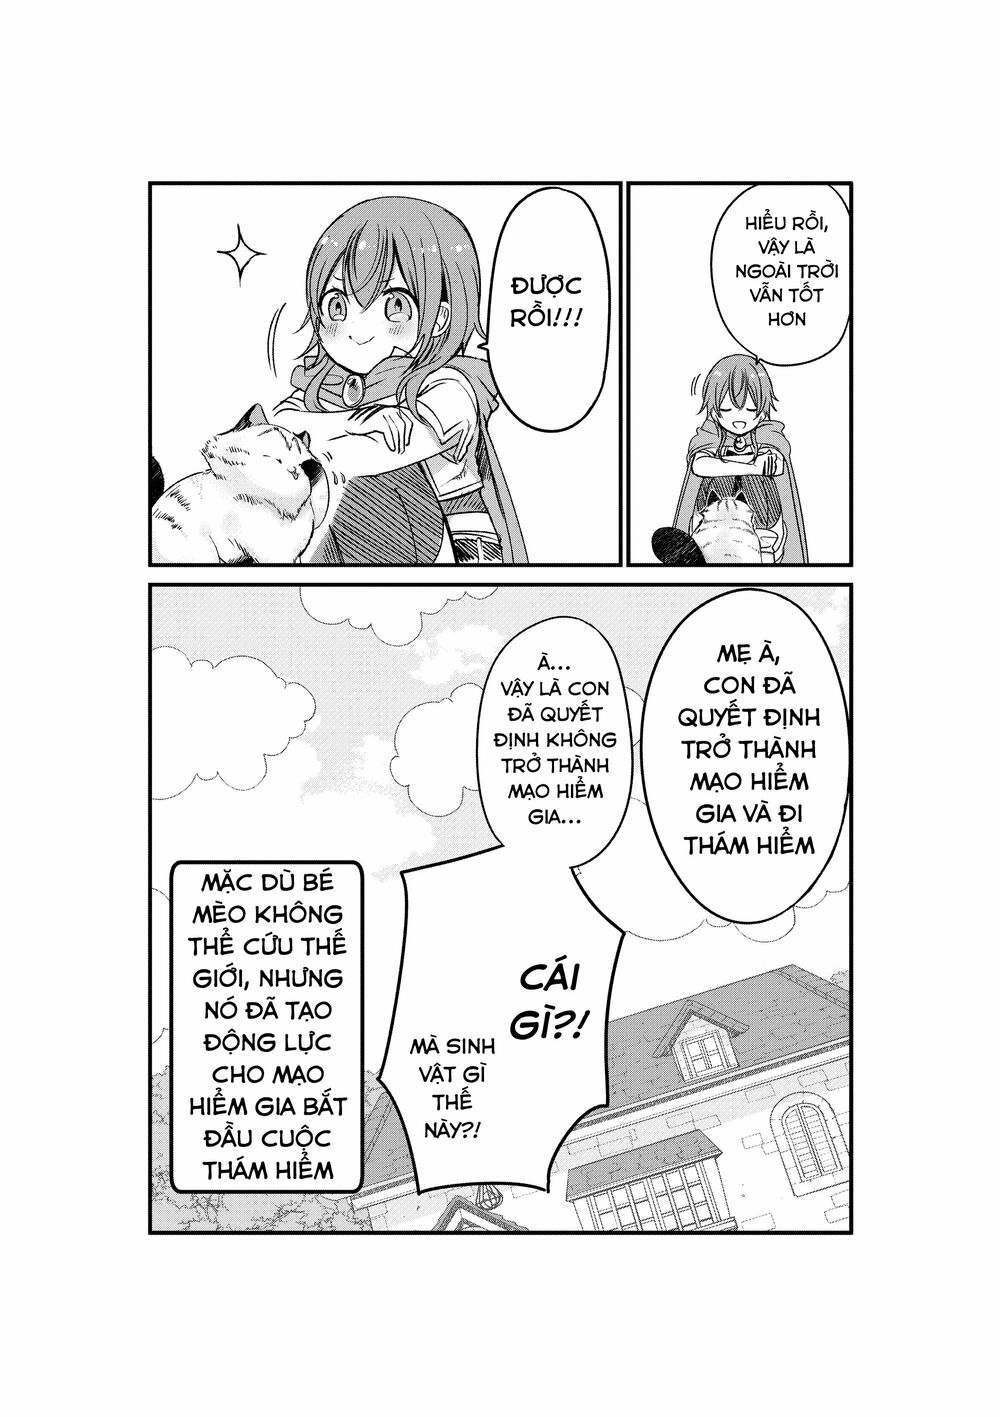 HIỂU RỒI,
VẬY LÀ
NGOÀI TRỜI
VẪN TỐT
HƠN
ĐƯỢC
RỒI!!!
MẸ À,
CON ĐÃ
QUYẾT ĐỊNH
TRỞ THÀNH
MẠO HIỂM
GIA VÀ ĐI
THÁM HIỂM
À...
VẬY LÀ CON
ĐÃ QUYẾT
ĐỊNH KHÔNG
TRỞ THÀNH
MẠO HIỂM
GIA...
CÁI
GÌ?!
MÀ SINH
VẬT GÌ
THẾ
NÀY?!
MẶC DÙ BÉ
MÈO KHÔNG
THỂ CỨU THẾ
GIỚI, NHƯNG
NÓ ĐÃ TẠO
ĐỘNG LỰC
CHO MẠO
HIỂM GIA BẮT
ĐẦU CUỘC
THÁM HIỂM